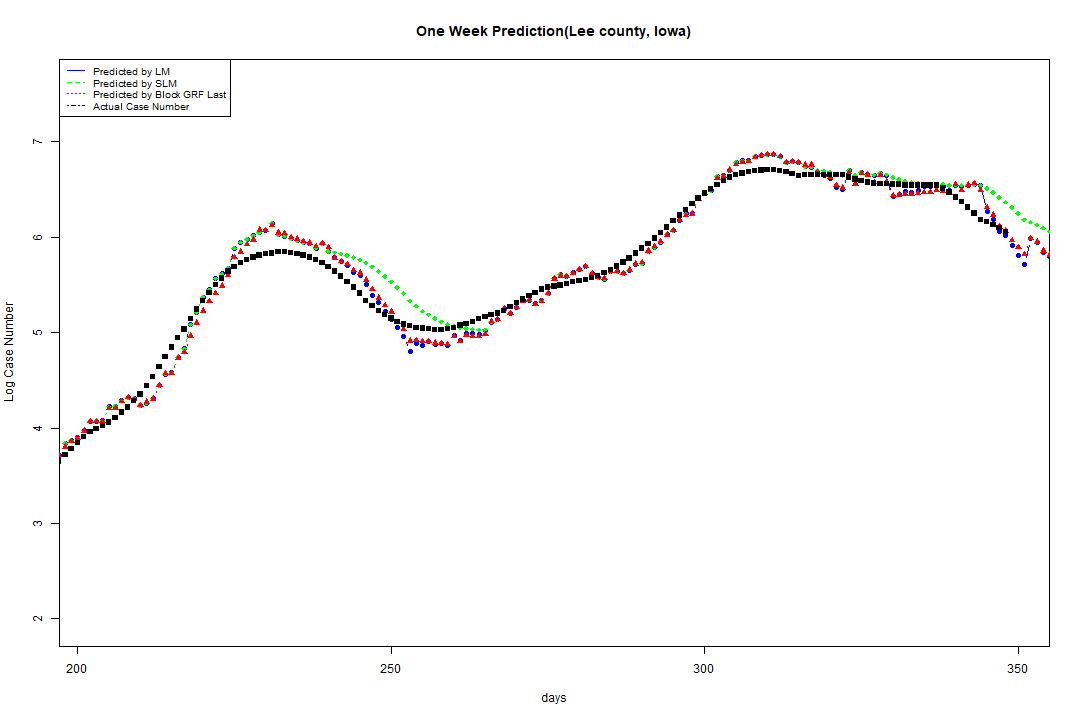 One Week Prediction(Lee county, Iowa)
Predicted by LM
Predicted by SLM
Predicted by Block GRF Last
Actual Case Number
7
6
5
4
3
2
Log Case Number
200 250 300 350
days